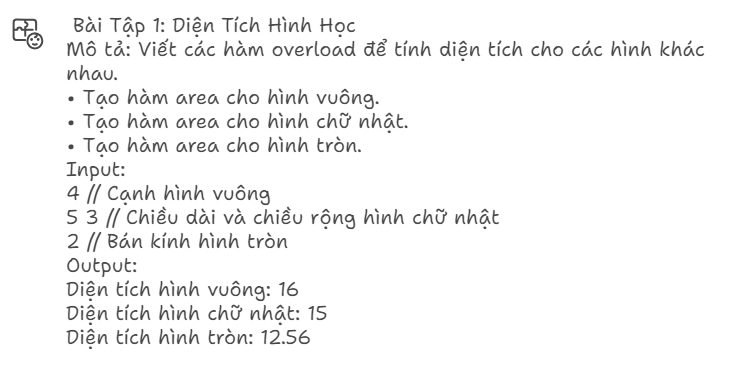 Bài Tập 1: Diện Tích Hình Học
Mô tả: Viết các hàm overload để tính diện tích cho các hình khác
nhau.
• Tạo hàm area cho hình vuông.
• Tạo hàm area cho hình chữ nhật.
• Tạo hàm area cho hình tròn.
Input:
4 // Cạnh hình vuông
5 3 // Chiều dài và chiều rộng hình chữ nhật
2 // Bán kính hình tròn
Output:
Diện tích hình vuông: 16
Diện tích hình chữ nhật: 15
Diện tích hình tròn: 12.56